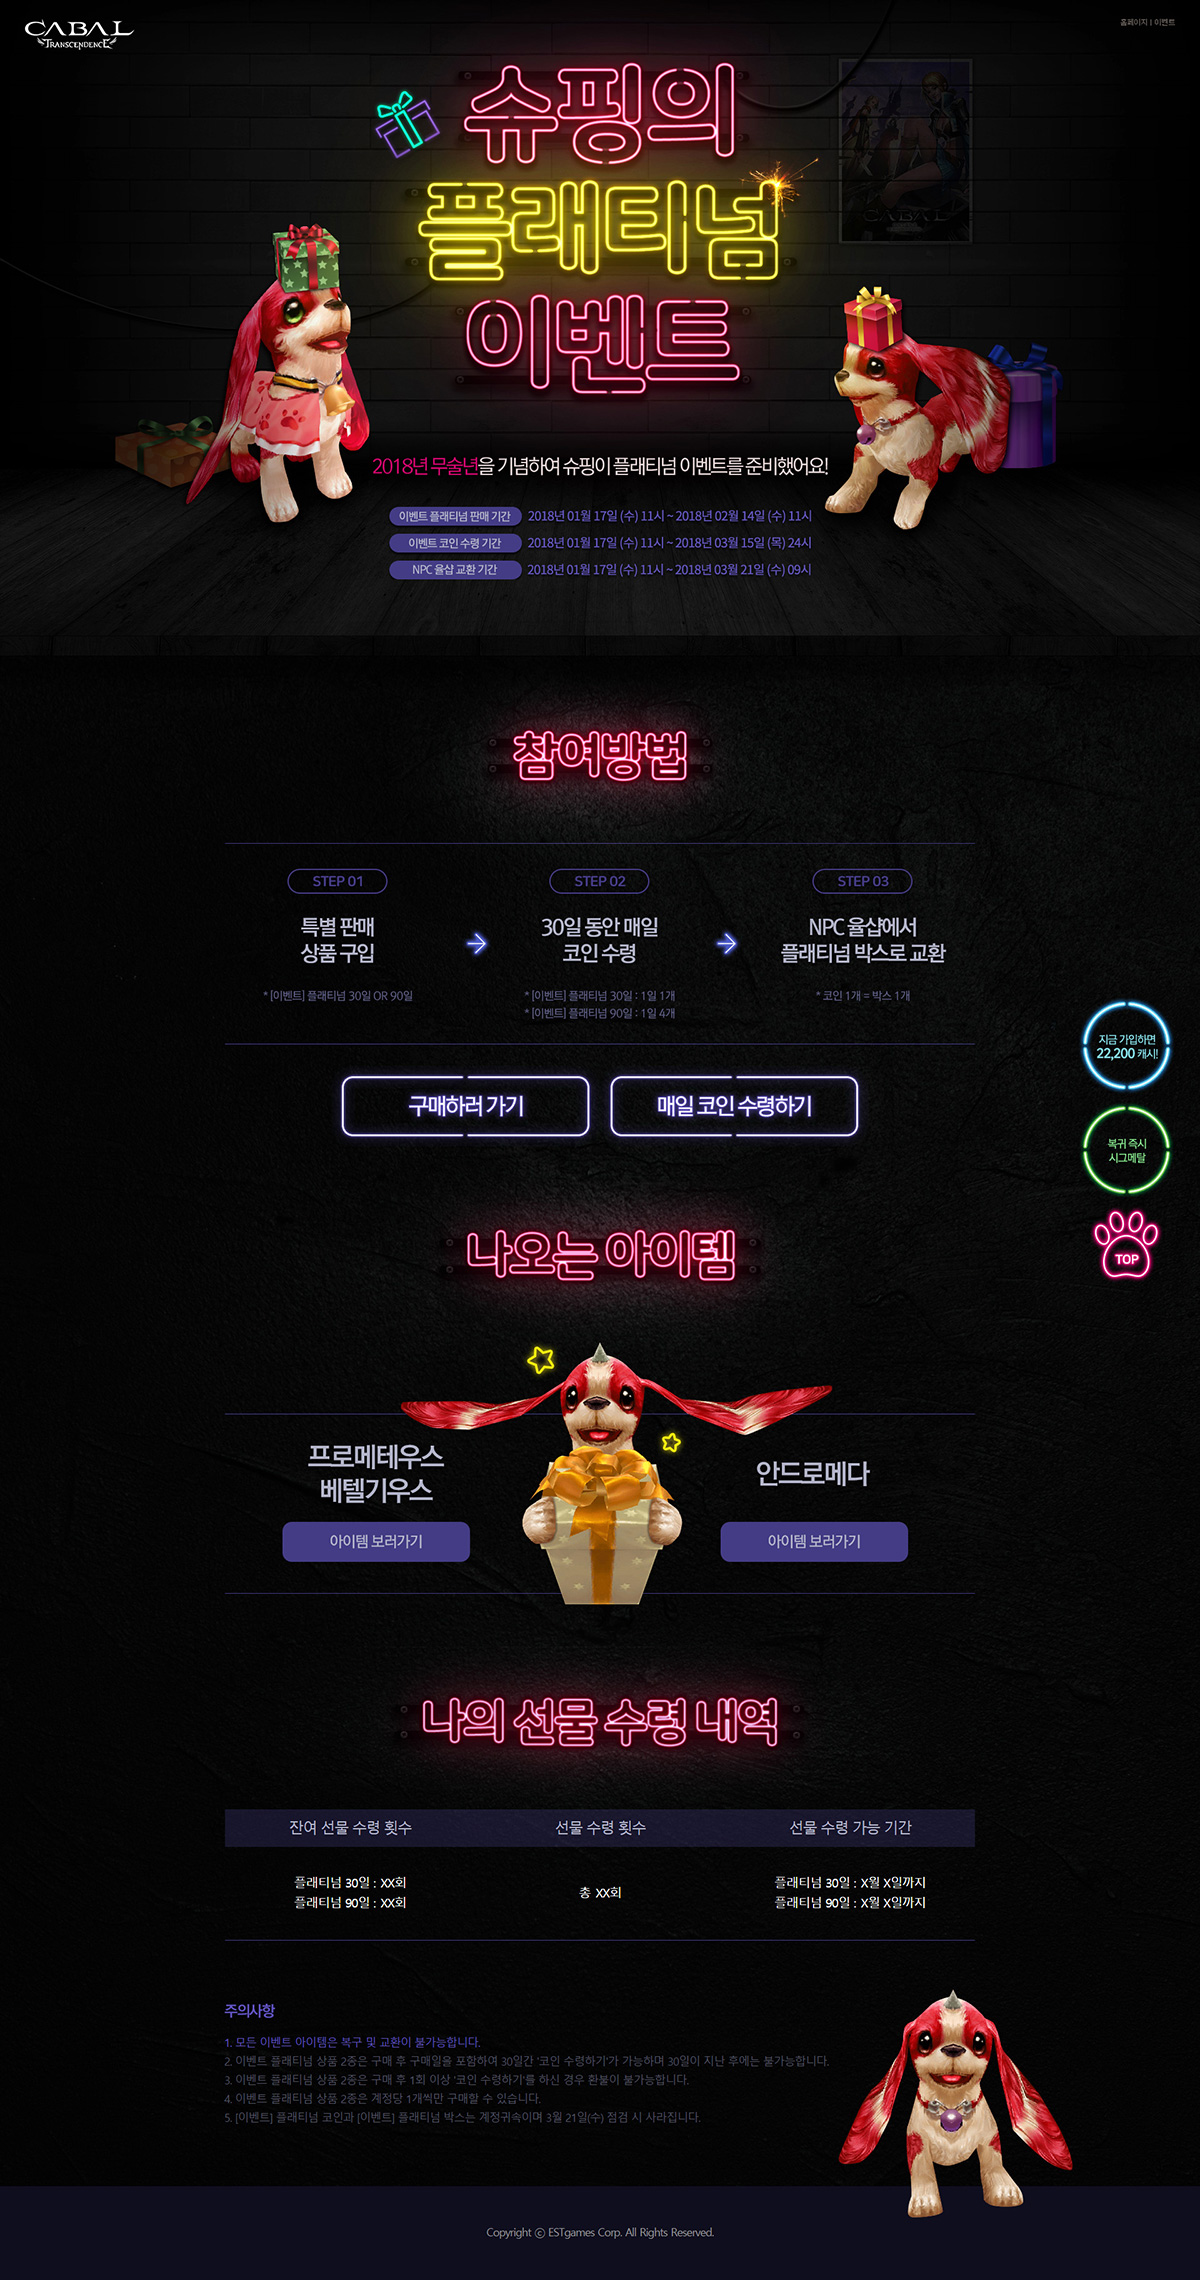 CABAL
TRANSCENDENCE
홈페이지 | 이벤트
슈핑의
플래티넘
이벤트
CABAL
2018년 무술년을 기념하여 슈핑이 플래티넘 이벤트를 준비했어요!
이벤트 플래티넘 판매 기간 2018년 01월 17일 (수) 11시 ~ 2018년 02월 14일 (수) 11시
이벤트 코인 수령 기간 2018년 01월 17일 (수) 11시 ~ 2018년 03월 15일 (목) 24시
NPC 율샵 교환 기간 2018년 01월 17일 (수) 11시 ~ 2018년 03월 21일 (수) 09시
참여방법
STEP 01
특별 판매
상품 구입
* [이벤트] 플래티넘 30일 OR 90일
STEP 02
30일 동안 매일
코인 수령
* [이벤트] 플래티넘 30일 : 1일 1개
* [이벤트] 플래티넘 90일 : 1일 4개
STEP 03
NPC 율샵에서
플래티넘 박스로 교환
* 코인 1개 = 박스 1개
지금 가입하면
22,200 캐시!
구매하러 가기
매일 코인 수령하기
복귀 즉시
시그메탈
TOP
나오는 아이템
프로메테우스
베텔기우스
아이템 보러가기
안드로메다
아이템 보러가기
나의 선물 수령 내역
잔여 선물 수령 횟수 선물 수령 횟수 선물 수령 가능 기간
플래티넘 30일 : XX회
플래티넘 90일 : XX회
총 XX회
플래티넘 30일 : X월 X일까지
플래티넘 90일 : X월 X일까지
주의사항
1. 모든 이벤트 아이템은 복구 및 교환이 불가능합니다.
2. 이벤트 플래티넘 상품 2종은 구매 후 구매일을 포함하여 30일간 '코인 수령하기'가 가능하며 30일이 지난 후에는 불가능합니다.
3. 이벤트 플래티넘 상품 2종은 구매 후 1회 이상 '코인 수령하기'를 하신 경우 환불이 불가능합니다.
4. 이벤트 플래티넘 상품 2종은 계정당 1개씩만 구매할 수 있습니다.
5. [이벤트] 플래티넘 코인과 [이벤트] 플래티넘 박스는 계정귀속이며 3월 21일(수) 점검 시 사라집니다.
Copyright ⓒ ESTgames Corp. All Rights Reserved.